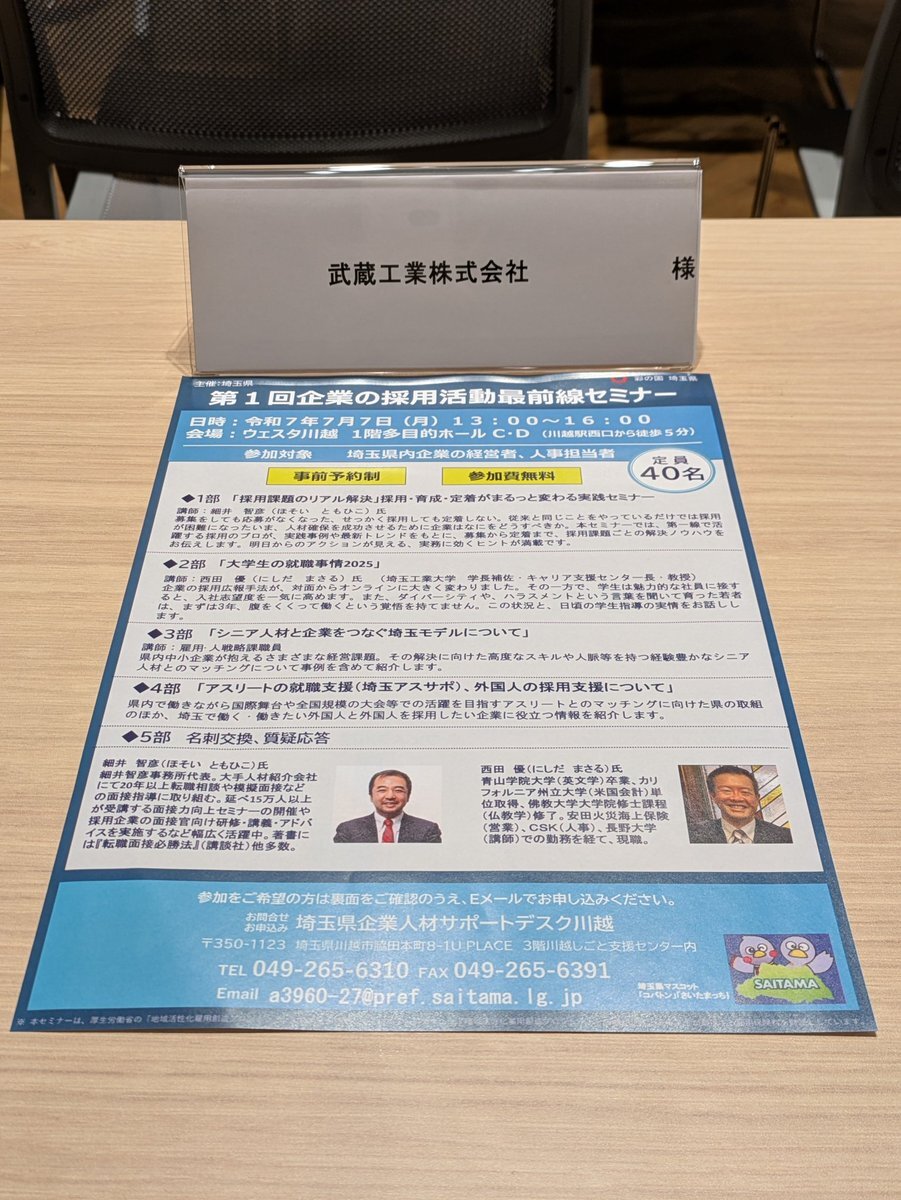 武蔵工業株式会社 様
主催:埼玉県
彩の国 埼玉県
第1回企業の採用活動最前線セミナー
日時:令和7年7月7日(月)13:00~16:00
会場:ウェスタ川越 1階多目的ホールC・D (川越駅西口から徒歩5分)
参加対象 埼玉県内企業の経営者、人事担当者
定員
40名
事前予約制 参加費無料
◆1部 「採用課題のリアル解決」採用・育成・定着がまるっと変わる実践セミナー
講師:細井 智彦(ほそい ともひこ)氏
募集をしても応募がなくなった、せっかく採用しても定着しない。従来と同じことをやっているだけでは採用
が困難になったいま、人材確保を成功させるために企業はなにをどうすべきか。本セミナーでは、第一線で活
躍する採用のプロが、実践事例や最新トレンドをもとに、募集から定着まで、採用課題ごとの解決ノウハウを
お伝えします。明日からのアクションが見える、実務に効くヒントが満載です。
◆2部 「大学生の就職事情2025」
講師:西田 優(にしだ まさる)氏 (埼玉工業大学 学長補佐・キャリア支援センター長・教授)
企業の採用広報手法が、対面からオンラインに大きく変わりました。その一方で、学生は魅力的な社員に接す
ると、入社志望度を一気に高めます。また、ダイバーシティや、ハラスメントという言葉を聞いて育った若者
は、まずは3年、腹をくくって働くという覚悟を持てません。この状況と、日頃の学生指導の実情をお話しし
ます。
◆3部 「シニア人材と企業をつなぐ埼玉モデルについて」
講師:雇用・人戦略課職員
県内中小企業が抱えるさまざまな経営課題。その解決に向けた高度なスキルや人脈等を持つ経験豊かなシニア
人材とのマッチングについて事例を含めて紹介します。
◆4部 「アスリートの就職支援(埼玉アスサポ)、外国人の採用支援について」
県内で働きながら国際舞台や全国規模の大会等での活躍を目指すアスリートとのマッチングに向けた県の取組
のほか、埼玉で働く・働きたい外国人と外国人を採用したい企業に役立つ情報を紹介します。
◆5部 名刺交換、質疑応答
細井 智彦(ほそい ともひこ)氏
細井智彦事務所代表。大手人材紹介会社
にて20年以上転職相談や模擬面接など
の面接指導に取り組む。延べ15万人以上
が受講する面接力向上セミナーの開催や
採用企業の面接官向け研修・講義・アドバ
イスを実施するなど幅広く活躍中。著書に
は『転職面接必勝法』(講談社)他多数。
西田 優(にしだ まさる)氏
青山学院大学(英文学)卒業、カリ
フォルニア州立大学(米国会計)単
位取得、佛教大学大学院修士課程
(仏教学)修了。安田火災海上保険
(営業)、CSK(人事)、長野大学
(講師)での勤務を経て、現職。
参加をご希望の方は裏面をご確認のうえ、Eメールでお申し込みください。
お問合せ
お申込み 埼玉県企業人材サポートデスク川越
〒350-1123 埼玉県川越市脇田本町8-1U PLACE 3階川越しごと支援センター内
TEL 049-265-6310 FAX 049-265-6391
Email a3960-27@pref.saitama.lg.jp
埼玉県マスコット
「コバトン」「さいたまっち」
SAITAMA
※ 本セミナーは、厚生労働省の「地域活性化雇用創造